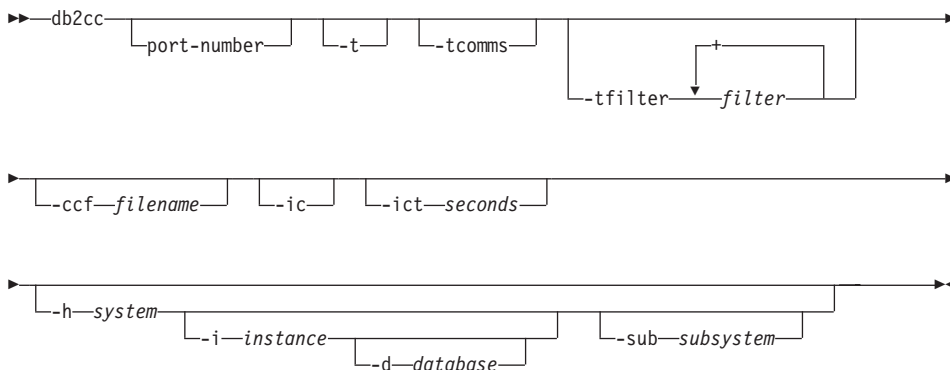 db2cc
port-number -t -tcomms
+
-tfilter filter
-ccf filename -ic -ict seconds
-h system
-i instance -sub subsystem
-d database